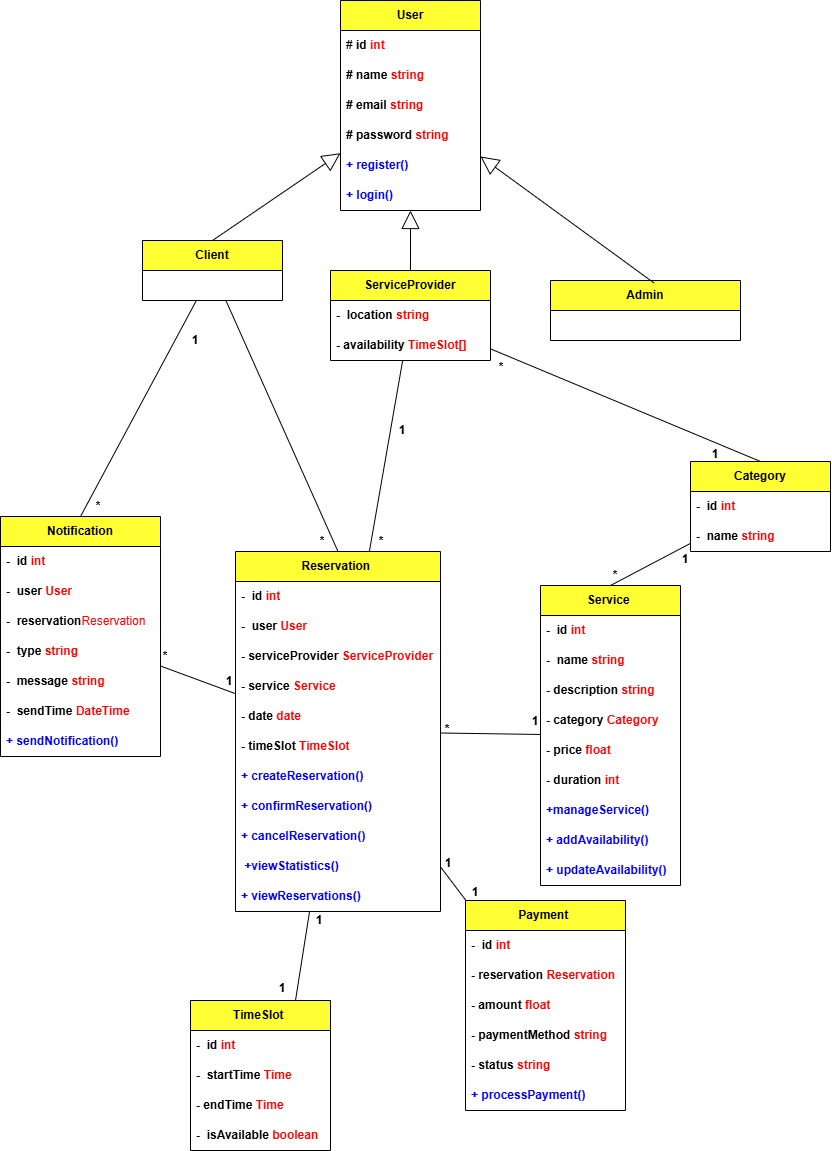 User
# id int
# name string
# email string
# password string
+ register()
+ login()
Client
ServiceProvider
- location string
- availability TimeSlot[]
Admin
1
*
1
*
1
Category
- id int
- name string
*
*
*
1
Notification
- id int
- user User
- reservationReservation
- type string
- message string
- sendTime DateTime
+ sendNotification()
*
1
Reservation
- id int
- user User
- serviceProvider ServiceProvider
- service Service
- date date
- timeSlot TimeSlot
+ createReservation()
+ confirmReservation()
+ cancelReservation()
+viewStatistics()
+ viewReservations()
*
1
Service
- id int
- name string
- description string
- category Category
- price float
- duration int
+manageService()
+ addAvailability()
+ updateAvailability()
1
1
1
1
Payment
- id int
- reservation Reservation
- amount float
- paymentMethod string
- status string
+ processPayment()
TimeSlot
- id int
- startTime Time
- endTime Time
- isAvailable boolean